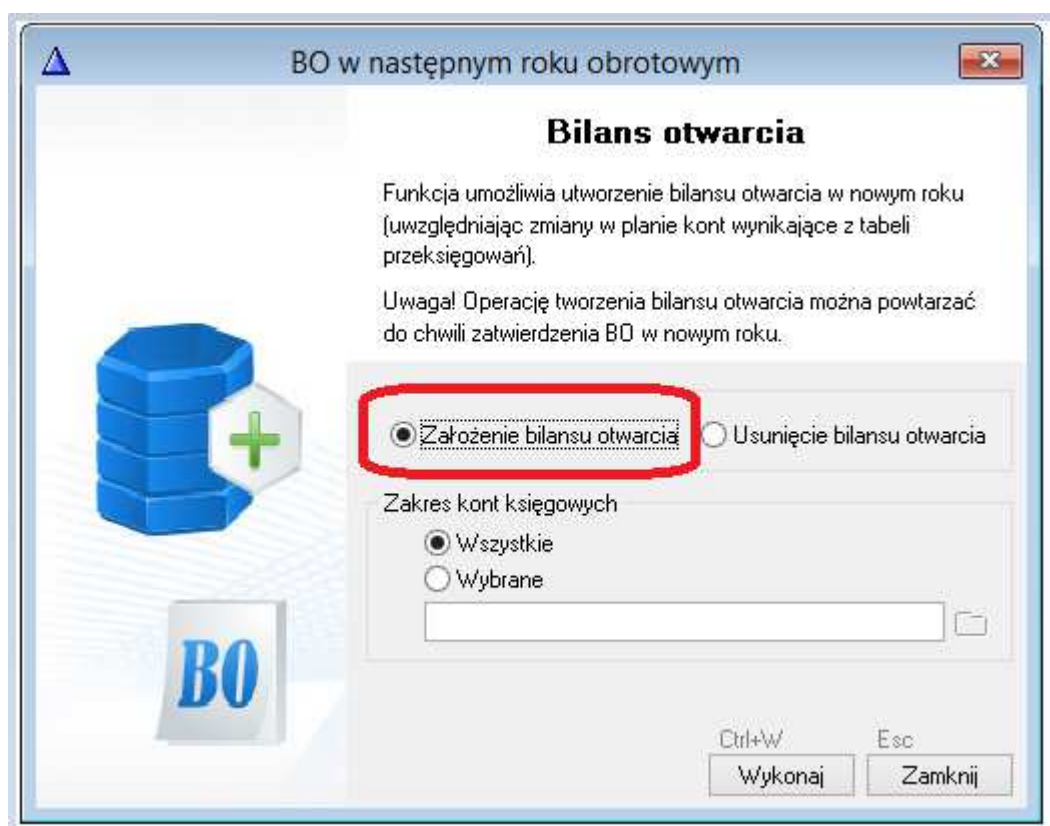 BO w następnym roku obrotowym
Bilans otwarcia
Funkcja umożliwia utworzenie bilansu otwarcia w nowym roku
(uwzględniając zmiany w planie kont wynikające z tabeli
przeksięgowań).
Uwaga! Operację tworzenia bilansu otwarcia można powtarzać
do chwili zatwierdzenia BO w nowym roku.
Założenie bilansu otwarcia Usunięcie bilansu otwarcia
Zakres kont księgowych
Wszystkie
Wybrane
BO
Ctrl+W Esc
Wykonaj Zamknij